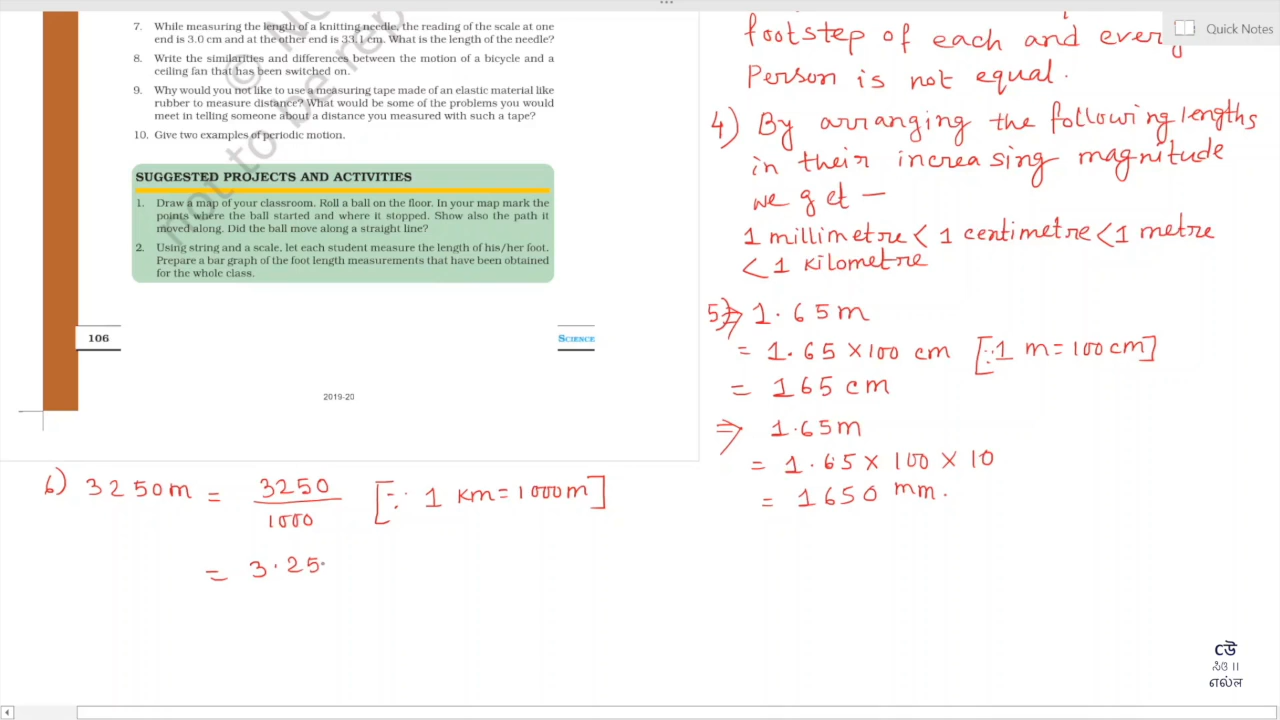 Quick Notes
7. While measuring the length of a knitting needle, the reading of the scale at one
end is 3.0 cm and at the other end is 33.1 cm. What is the length of the needle?
8. Write the similarities and differences between the motion of a bicycle and a
ceiling fan that has been switched on.
9. Why would you not like to use a measuring tape made of an elastic material like
rubber to measure distance? What would be some of the problems you would
meet in telling someone about a distance you measured with such a tape?
10. Give two examples of periodic motion.
SUGGESTED PROJECTS AND ACTIVITIES
1. Draw a map of your classroom. Roll a ball on the floor. In your map mark the
points where the ball started and where it stopped. Show also the path it
moved along. Did the ball move along a straight line?
2. Using string and a scale, let each student measure the length of his/her foot.
Prepare a bar graph of the foot length measurements that have been obtained
for the whole class.
106
SCIENCE
2019-20
not to be rep
footstep of each and every
Person is not equal.
4) By arranging the following lengths
in their increasing magnitude
we get —
1 millimetre < 1 centimetre < 1 metre
< 1 kilometre
5) ⇒ 1.65 m
= 1.65 × 100 cm [∵ 1 m = 100 cm]
= 165 cm
⇒ 1.65 m
= 1.65 × 100 × 10
= 1650 mm.
6) 3250 m = 3250/1000 [∵ 1 km = 1000 m]
= 3.25